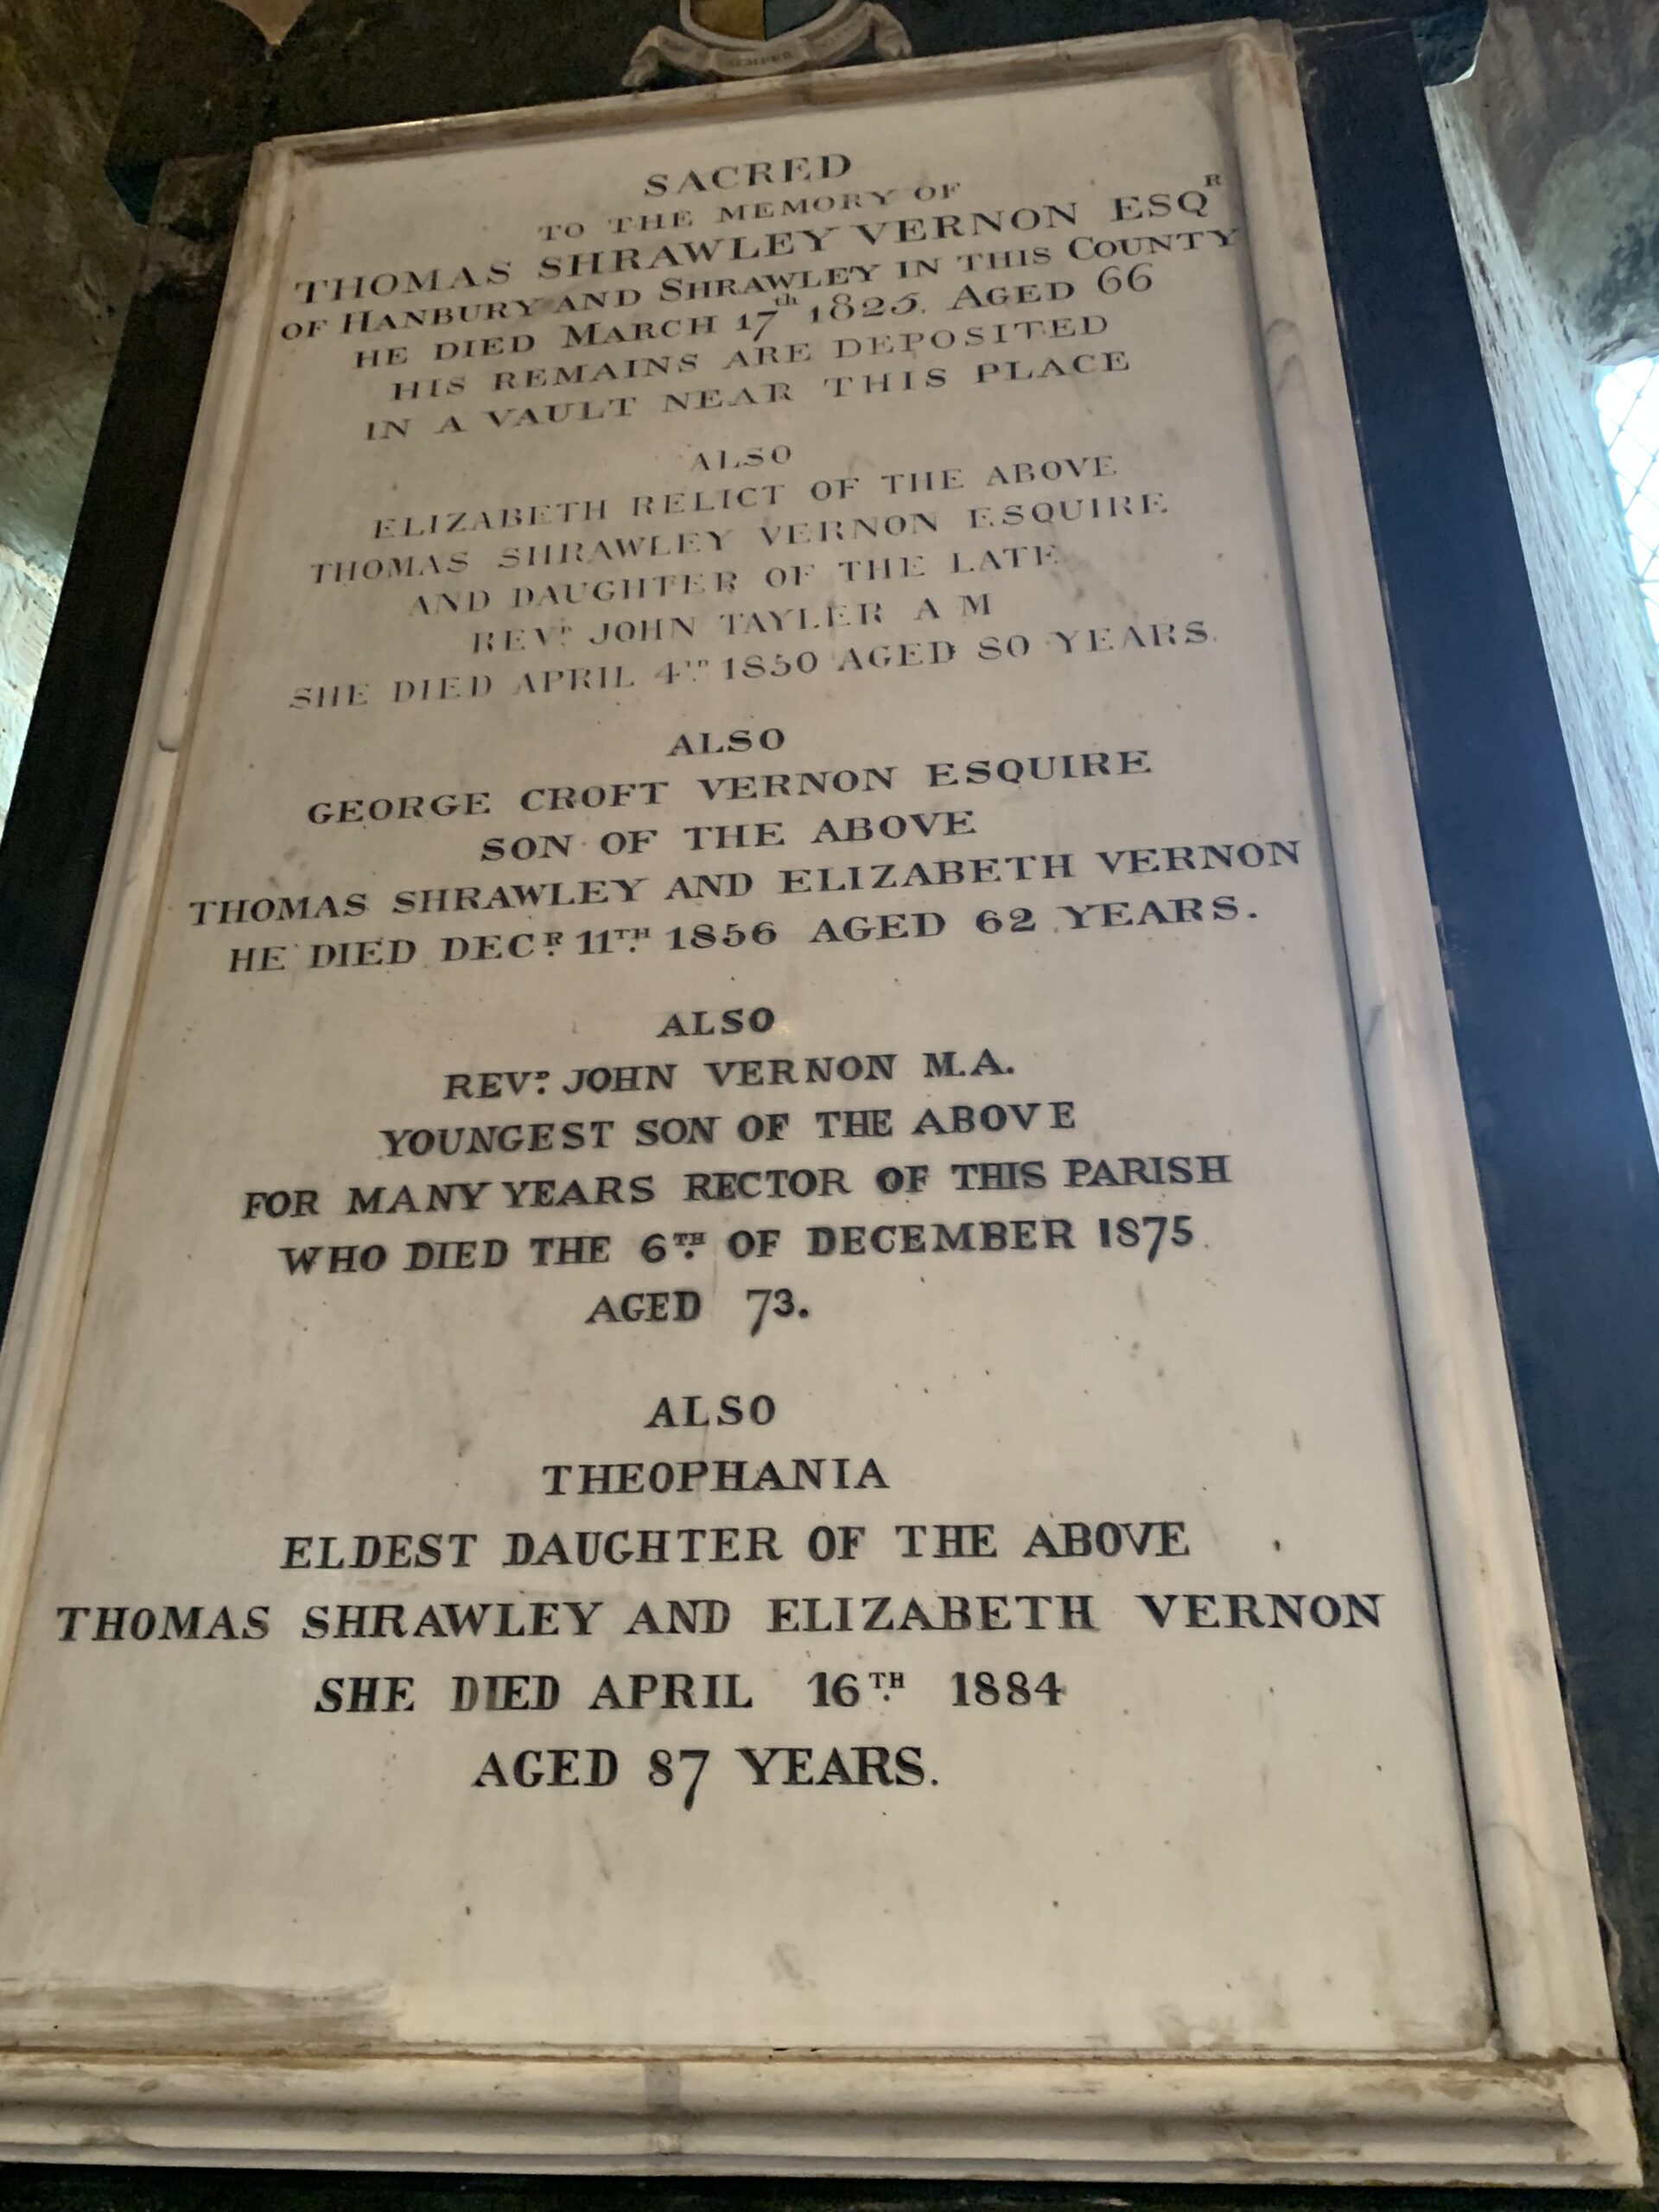 SEMPER
SACRED
TO THE MEMORY OF
THOMAS SHRAWLEY VERNON ESQR
OF HANBURY AND SHRAWLEY IN THIS COUNTY
HE DIED MARCH 17th 1825. AGED 66
HIS REMAINS ARE DEPOSITED
IN A VAULT NEAR THIS PLACE
ALSO
ELIZABETH RELICT OF THE ABOVE
THOMAS SHRAWLEY VERNON ESQUIRE
AND DAUGHTER OF THE LATE
REVD. JOHN TAYLER A M
SHE DIED APRIL 4TH. 1850 AGED 80 YEARS.
ALSO
GEORGE CROFT VERNON ESQUIRE
SON OF THE ABOVE
THOMAS SHRAWLEY AND ELIZABETH VERNON
HE DIED DECR. 11TH. 1856 AGED 62 YEARS.
ALSO
REVD. JOHN VERNON M.A.
YOUNGEST SON OF THE ABOVE
FOR MANY YEARS RECTOR OF THIS PARISH
WHO DIED THE 6TH. OF DECEMBER 1875.
AGED 73.
ALSO
THEOPHANIA
ELDEST DAUGHTER OF THE ABOVE
THOMAS SHRAWLEY AND ELIZABETH VERNON
SHE DIED APRIL 16TH. 1884
AGED 87 YEARS.